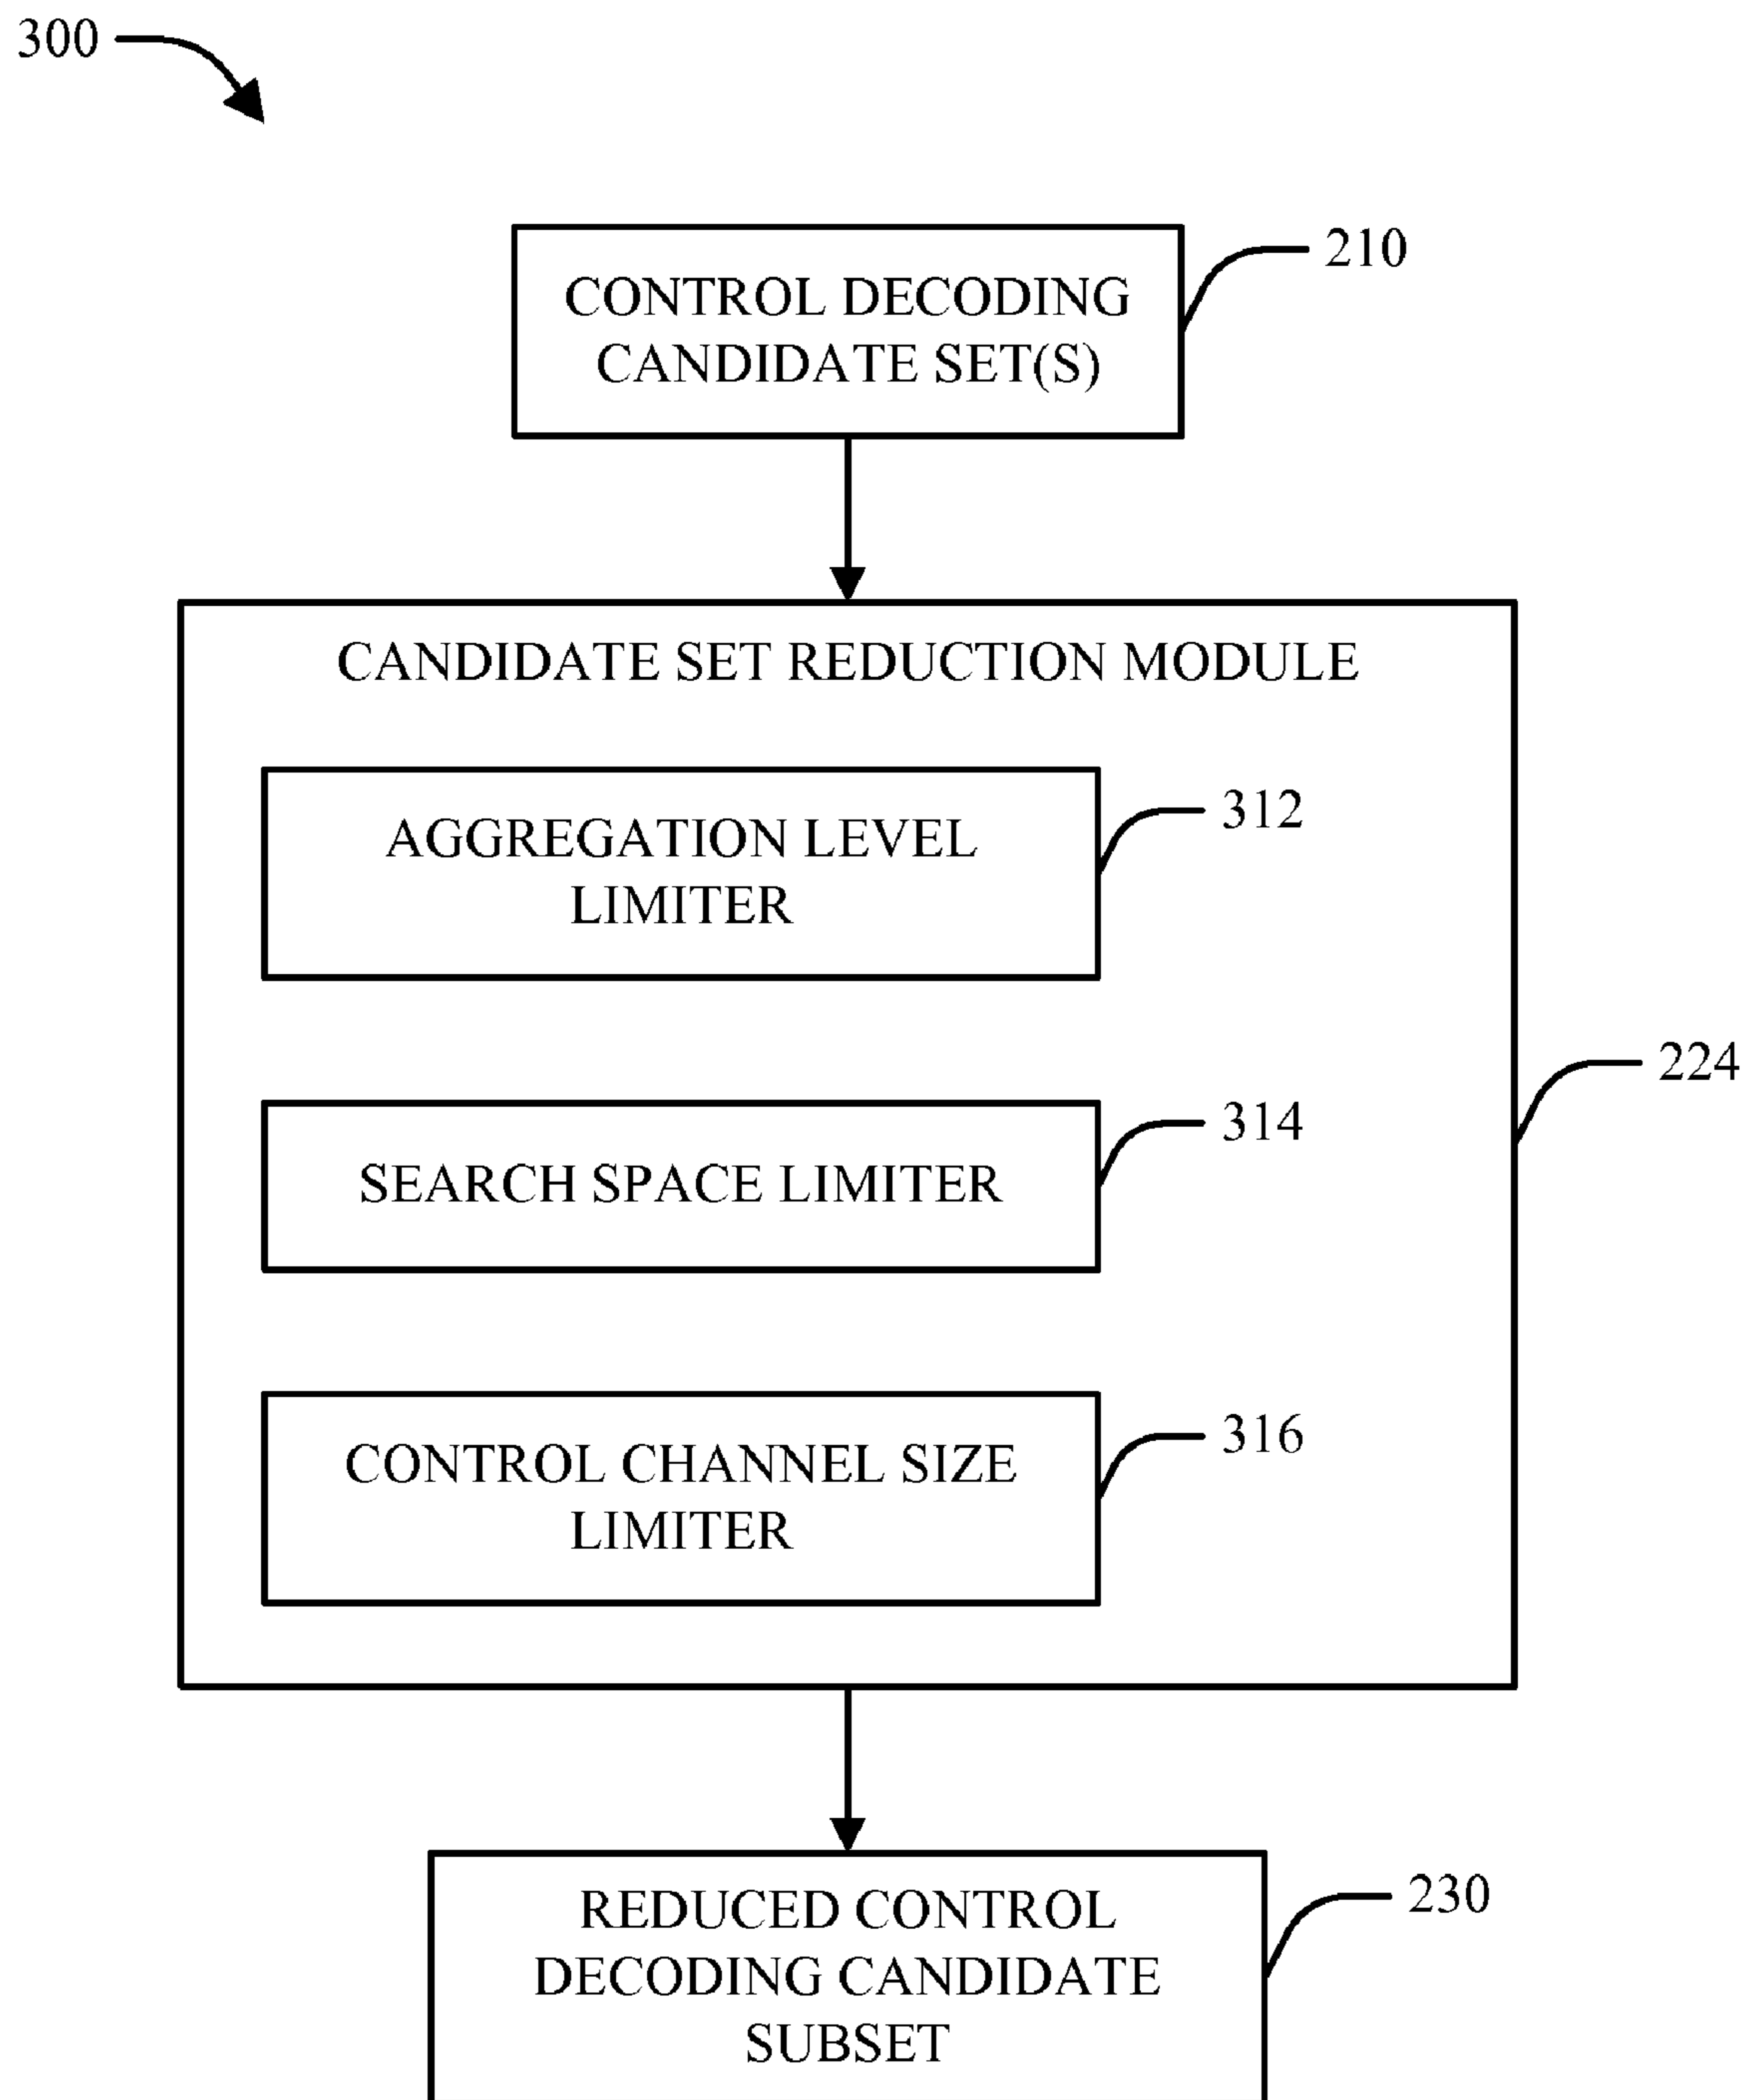 300
210
CONTROL DECODING
CANDIDATE SET(S)
CANDIDATE SET REDUCTION MODULE
312
AGGREGATION LEVEL
LIMITER
224
314
SEARCH SPACE LIMITER
316
CONTROL CHANNEL SIZE
LIMITER
230
REDUCED CONTROL
DECODING CANDIDATE
SUBSET